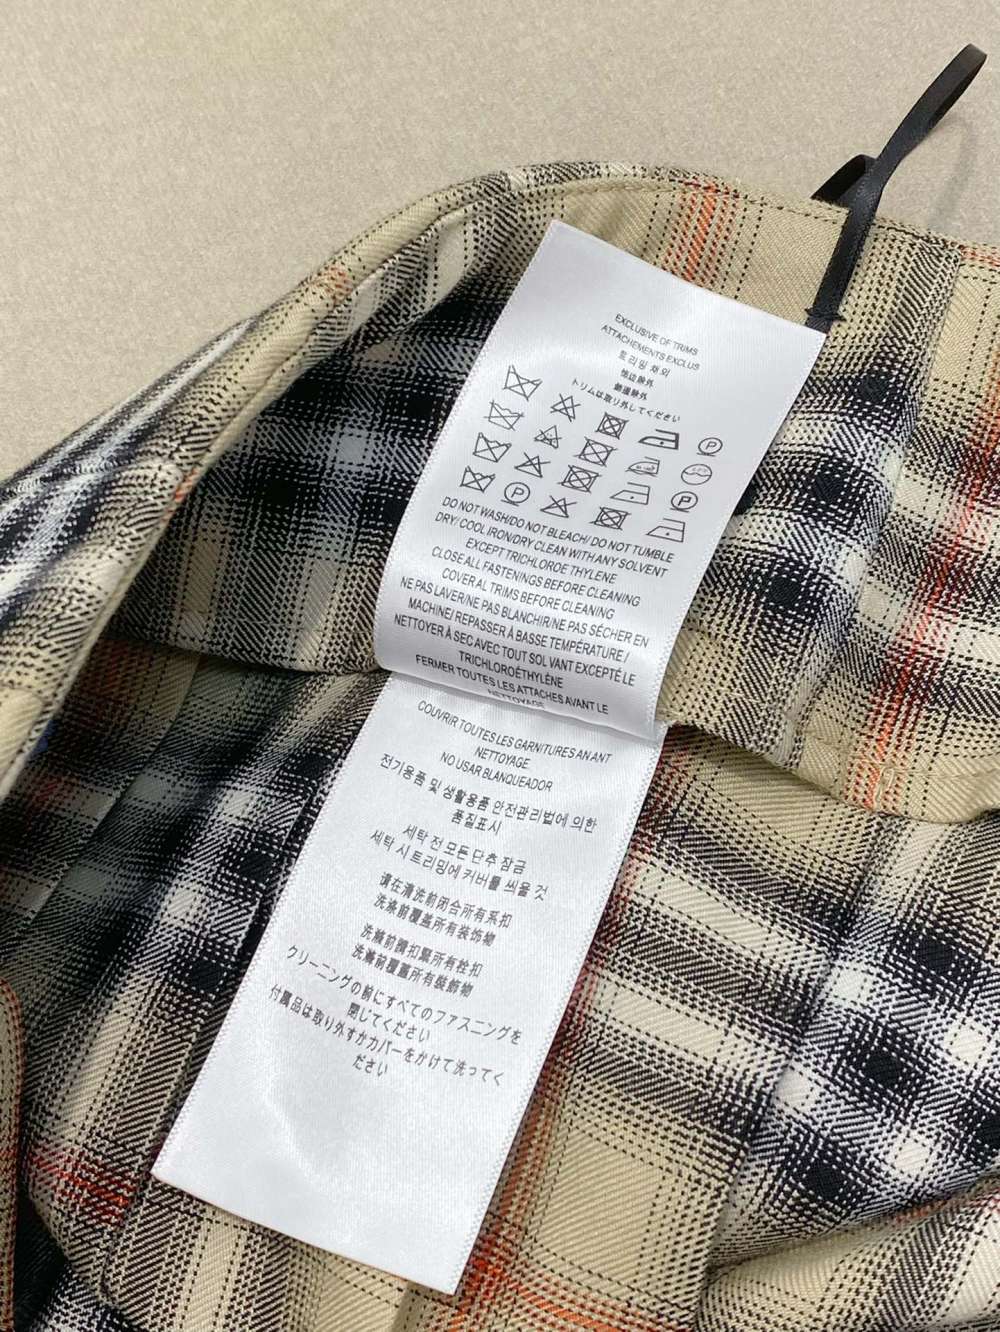 EXCLUSIVE OF TRIMS
ATTACHEMENTS EXCLUS
트리밍 채외
饰边除外
飾邊除外
トリムは取り外してください
P
P
P
DO NOT WASH/DO NOT BLEACH/ DO NOT TUMBLE
DRY/ COOL IRON/DRY CLEAN WITH ANY SOLVENT
EXCEPT TRICHLOROE THYLENE
CLOSE ALL FASTENINGS BEFORE CLEANING
COVER AL TRIMS BEFORE CLEANING
NE PAS LAVER/NE PAS BLANCHIR/NE PAS SÉCHER EN
MACHINE/ REPASSER À BASSE TEMPÉRATURE/
NETTOYER À SEC AVEC TOUT SOL VANT EXCEPTÉ LE
TRICHLOROÉTHYLÈNE
FERMER TOUTES LES ATTACHES AVANT LE
NETTOYAGE
COUVRIR TOUTES LES GARNITURES AN ANT
NETTOYAGE
NO USAR BLANQUEADOR
전기용품 및 생활용품 안전관리법에 의한
품질표시
세탁 전 모든 단추 잠금
세탁 시 트리밍에 커버를 씌울 것
请在清洗前闭合所有系扣
洗涤前覆盖所有装饰物
洗滌前請扣緊所有栓扣
洗滌前覆蓋所有裝飾物
クリーニングの前にすべてのファスニングを
閉じてください
付属品は取り外すかカバーをかけて洗ってく
ださい